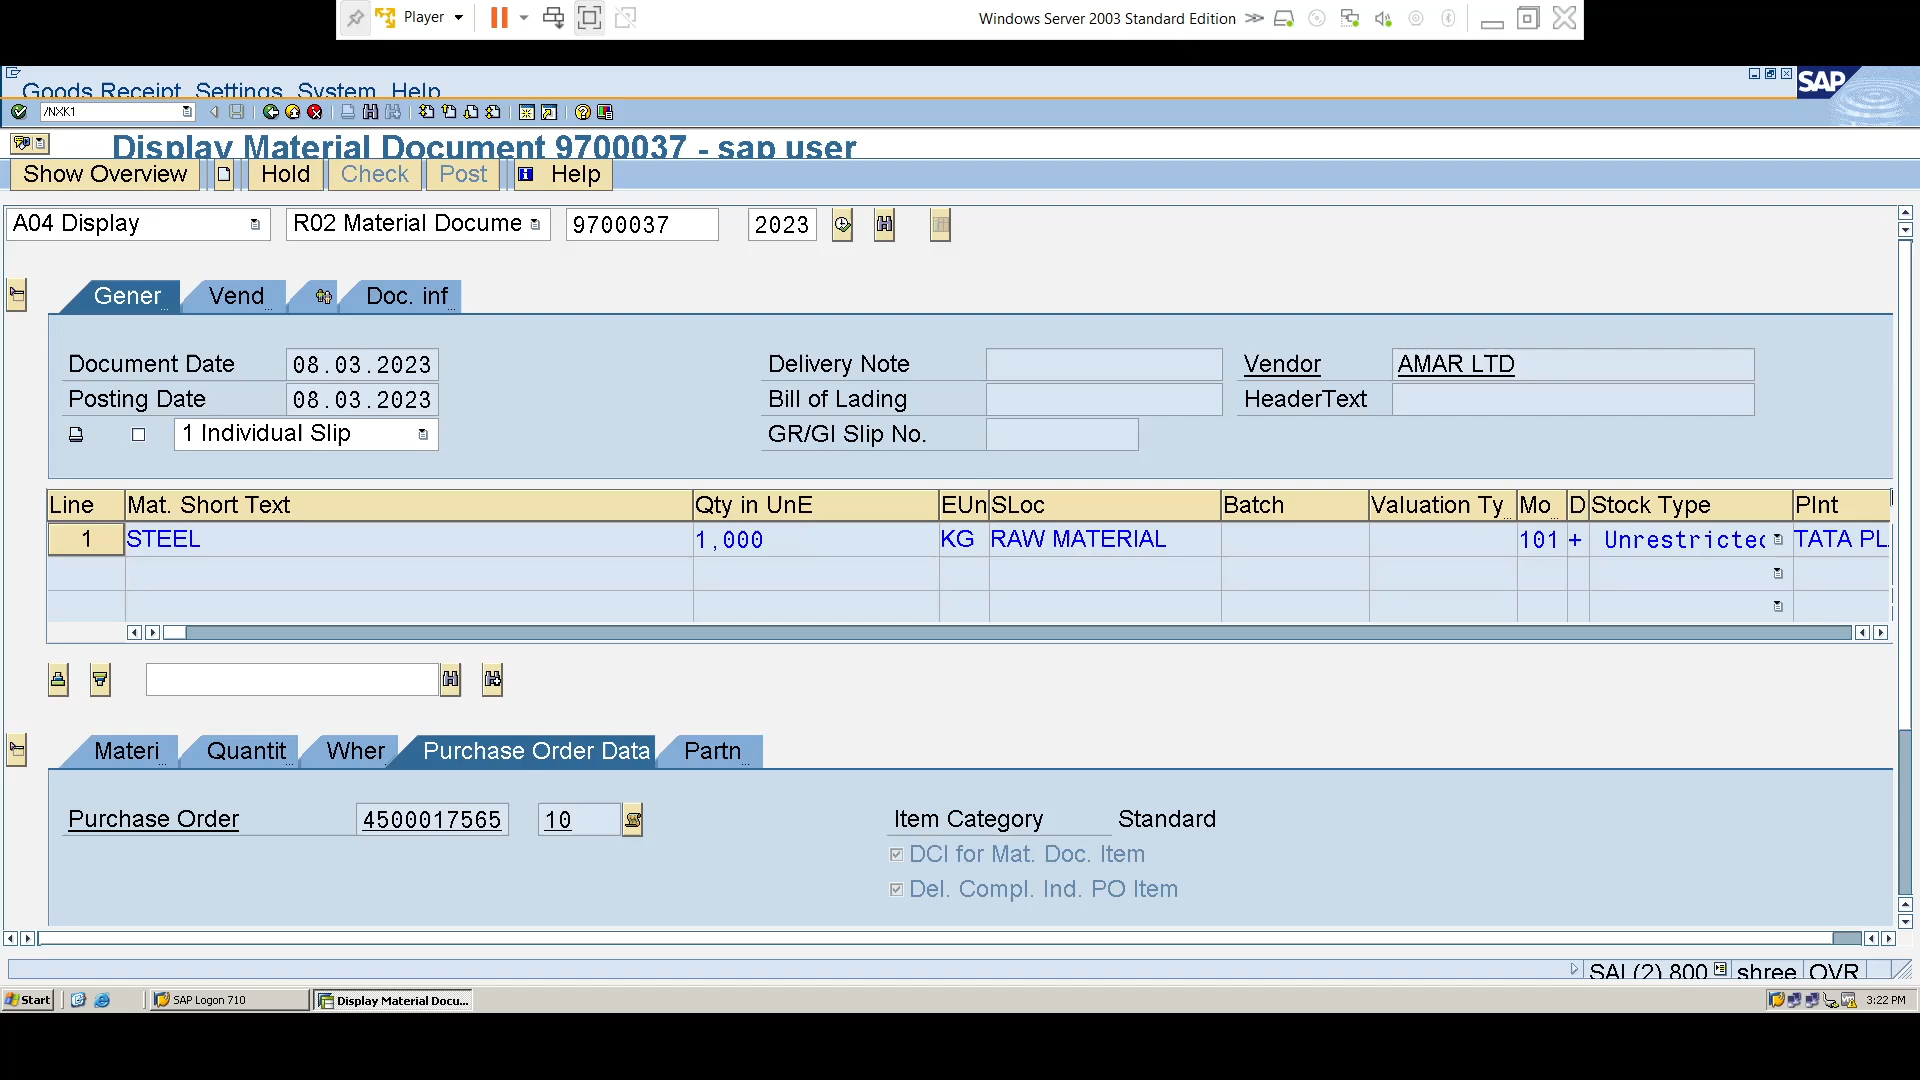 Player
Windows Server 2003 Standard Edition
Goods Receipt Settings System Help
SAP
/NXK1
Display Material Document 9700037 - sap user
Show Overview Hold Check Post Help
A04 Display R02 Material Docume 9700037 2023
Gener Vend Doc. inf
Document Date 08.03.2023 Delivery Note Vendor AMAR LTD
Posting Date 08.03.2023 Bill of Lading HeaderText
1 Individual Slip GR/GI Slip No.
Line Mat. Short Text Qty in UnE EUn SLoc Batch Valuation Ty Mo D Stock Type Plnt
1 STEEL 1,000 KG RAW MATERIAL 101 + Unrestricted TATA PL
Materi Quantit Wher Purchase Order Data Partn
Purchase Order 4500017565 10 Item Category Standard
DCI for Mat. Doc. Item
Del. Compl. Ind. PO Item
SAL(2) 800 shree OVR
Start SAP Logon 710 Display Material Docu... 3:22 PM